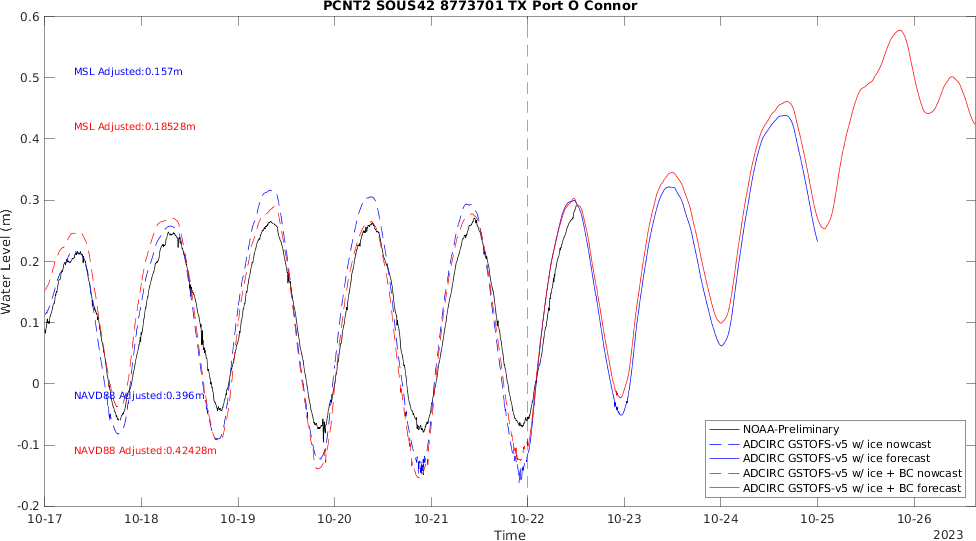 PCNT2 SOUS42 8773701 TX Port O Connor
0.6
0.5
0.4
0.3
0.2
0.1
0
-0.1
-0.2
Water Level (m)
MSL Adjusted:0.157m
MSL Adjusted:0.18528m
NAVD88 Adjusted:0.396m
NAVD88 Adjusted:0.42428m
NOAA-Preliminary
ADCIRC GSTOFS-v5 w/ ice nowcast
ADCIRC GSTOFS-v5 w/ ice forecast
ADCIRC GSTOFS-v5 w/ ice + BC nowcast
ADCIRC GSTOFS-v5 w/ ice + BC forecast
10-17 10-18 10-19 10-20 10-21 10-22 10-23 10-24 10-25 10-26
Time
2023